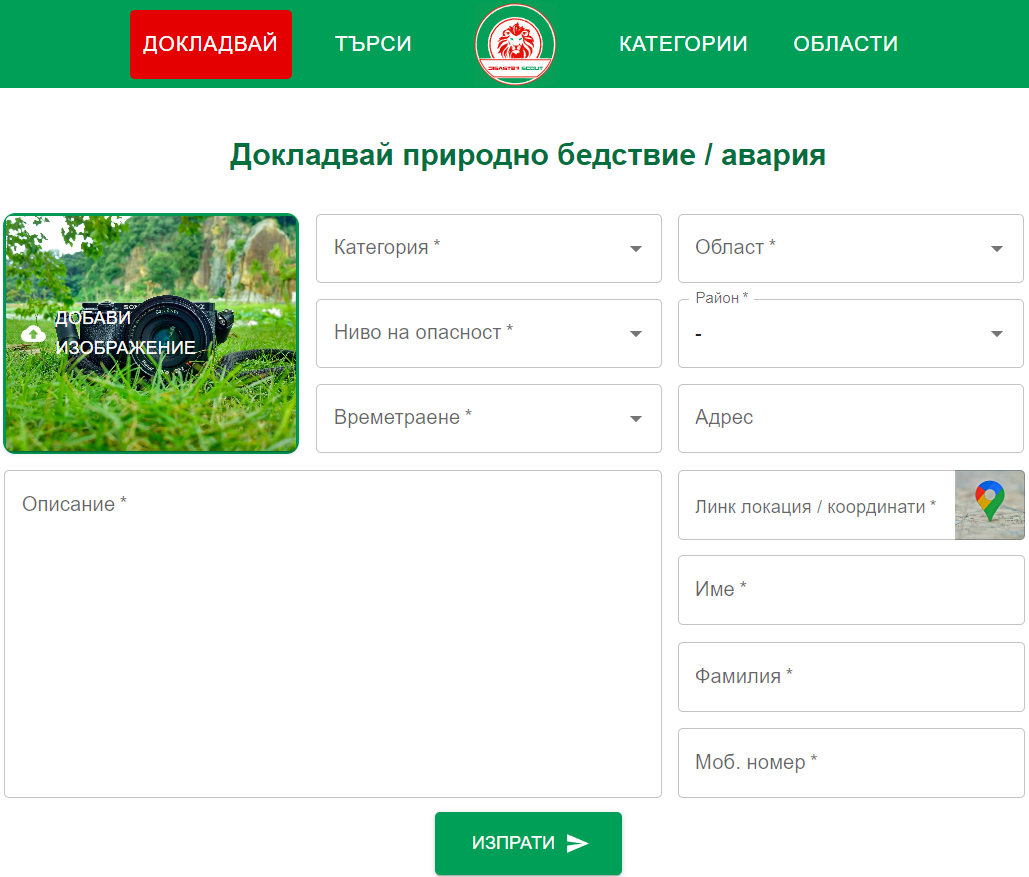 ДОКЛАДВАЙ
ТЪРСИ
DISASTER SCOUT
КАТЕГОРИИ
ОБЛАСТИ
Докладвай природно бедствие / авария
SONY
ДОБАВИ
ИЗОБРАЖЕНИЕ
Категория *
Област *
Ниво на опасност *
Район *
-
Времетраене *
Адрес
Описание *
Линк локация / координати *
Име *
Фамилия *
Моб. номер *
ИЗПРАТИ